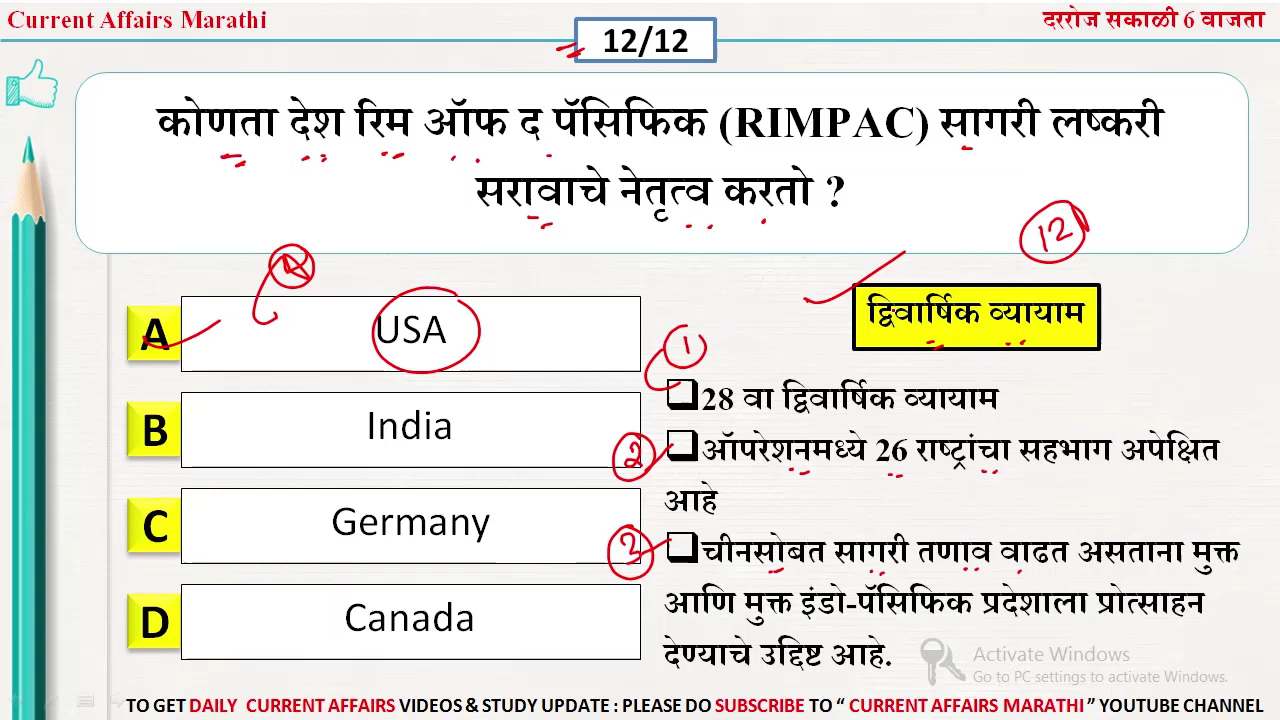 Current Affairs Marathi
दररोज सकाळी 6 वाजता
12/12
कोणता देश रिम ऑफ द पॅसिफिक (RIMPAC) सागरी लष्करी
सरावाचे नेतृत्व करतो ?
12
A
USA
B
India
C
Germany
D
Canada
द्विवार्षिक व्यायाम
1
28 वा द्विवार्षिक व्यायाम
2
ऑपरेशनमध्ये 26 राष्ट्रांचा सहभाग अपेक्षित
आहे
3
चीनसोबत सागरी तणाव वाढत असताना मुक्त
आणि मुक्त इंडो-पॅसिफिक प्रदेशाला प्रोत्साहन
देण्याचे उद्दिष्ट आहे.
Activate Windows
Go to PC settings to activate Windows.
TO GET DAILY CURRENT AFFAIRS VIDEOS & STUDY UPDATE : PLEASE DO SUBSCRIBE TO “ CURRENT AFFAIRS MARATHI ” YOUTUBE CHANNEL